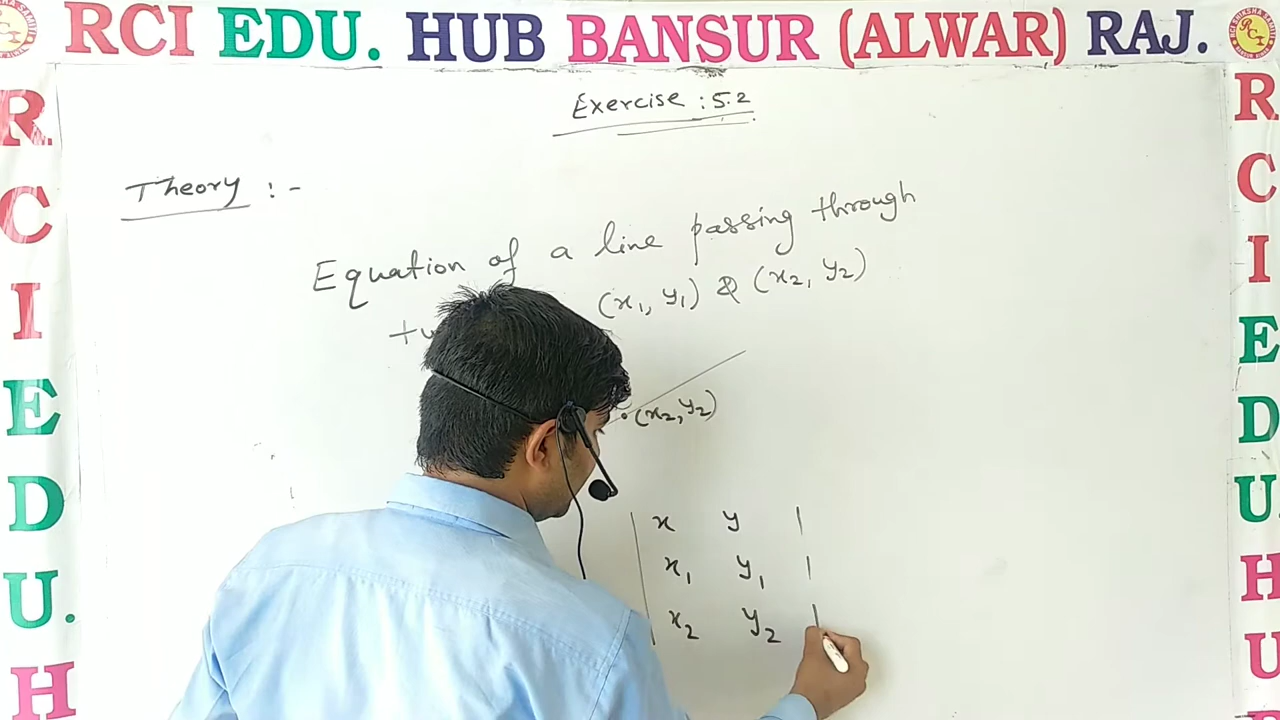 RCI EDU. HUB BANSUR (ALWAR) RAJ.
Exercise : 5.2
Theory : -
Equation of a line passing through
(x₁, y₁) & (x₂, y₂)
(x₂, y₂)
x y 1
x₁ y₁ 1
x₂ y₂ 1
R
C
I
E
D
U.
H
R
C
I
E
D
U.
H
U